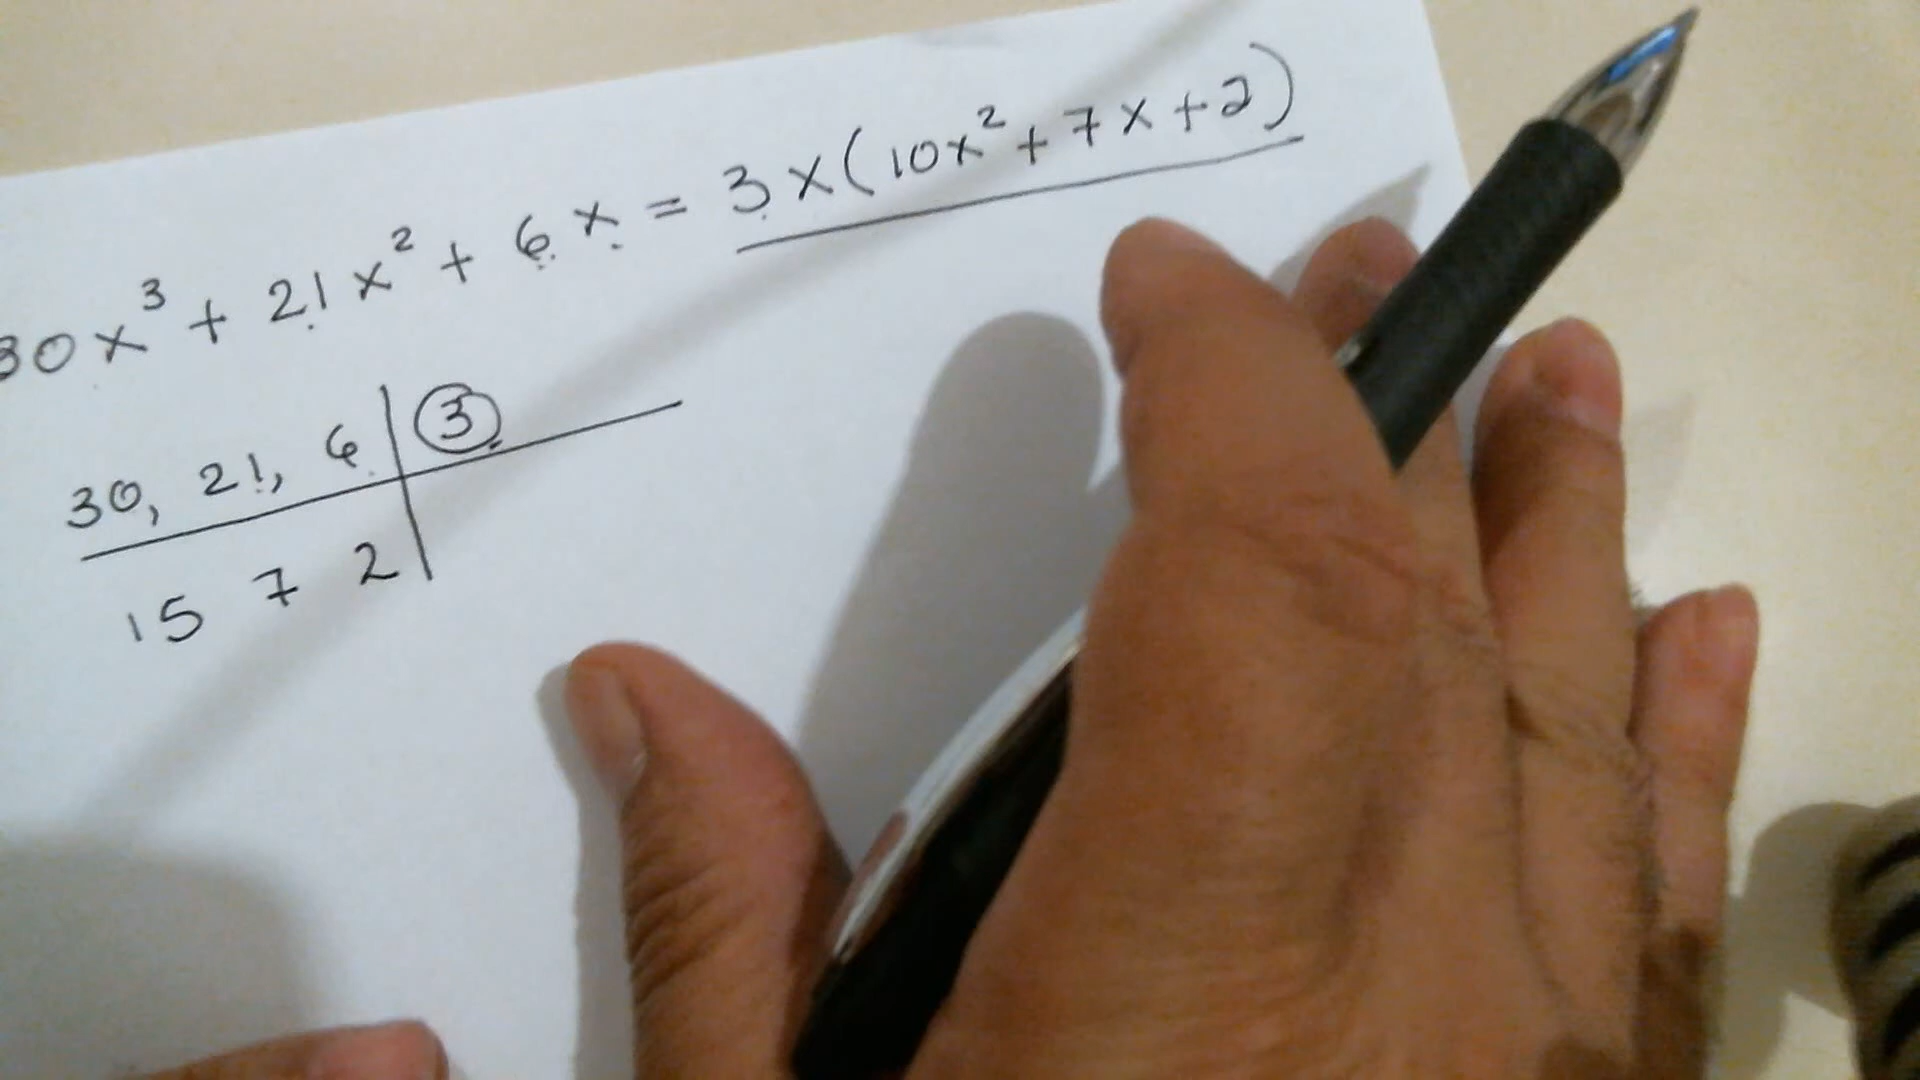 30x³ + 21x² + 6x = 3x(10x² + 7x + 2)
30, 21, 6 | 3
15 7 2